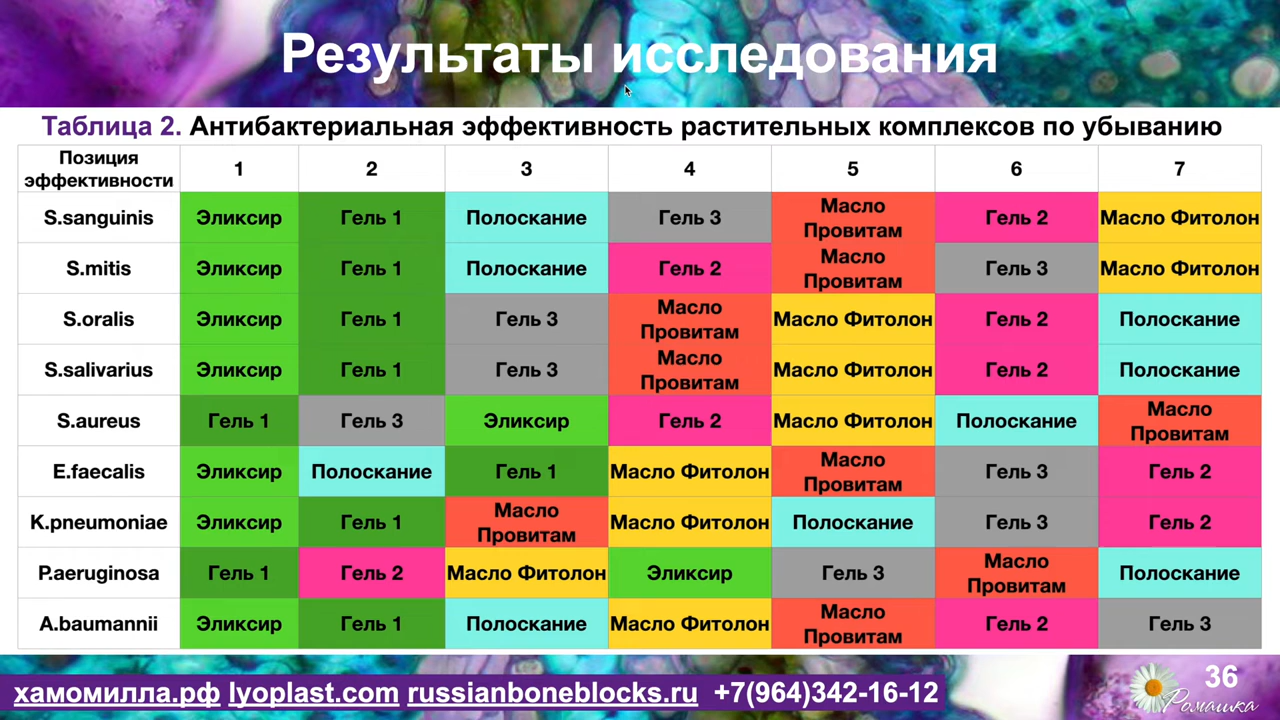 Результаты исследования
Таблица 2. Антибактериальная эффективность растительных комплексов по убыванию
Позиция эффективности 1 2 3 4 5 6 7
S.sanguinis Эликсир Гель 1 Полоскание Гель 3 Масло Провитам Гель 2 Масло Фитолон
S.mitis Эликсир Гель 1 Полоскание Гель 2 Масло Провитам Гель 3 Масло Фитолон
S.oralis Эликсир Гель 1 Гель 3 Масло Провитам Масло Фитолон Гель 2 Полоскание
S.salivarius Эликсир Гель 1 Гель 3 Масло Провитам Масло Фитолон Гель 2 Полоскание
S.aureus Гель 1 Гель 3 Эликсир Гель 2 Масло Фитолон Полоскание Масло Провитам
E.faecalis Эликсир Полоскание Гель 1 Масло Фитолон Масло Провитам Гель 3 Гель 2
K.pneumoniae Эликсир Гель 1 Масло Провитам Масло Фитолон Полоскание Гель 3 Гель 2
P.aeruginosa Гель 1 Гель 2 Масло Фитолон Эликсир Гель 3 Масло Провитам Полоскание
A.baumannii Эликсир Гель 1 Полоскание Масло Фитолон Масло Провитам Гель 2 Гель 3
хамомилла.рф lyoplast.com russianboneblocks.ru +7(964)342-16-12
36
Ромашка